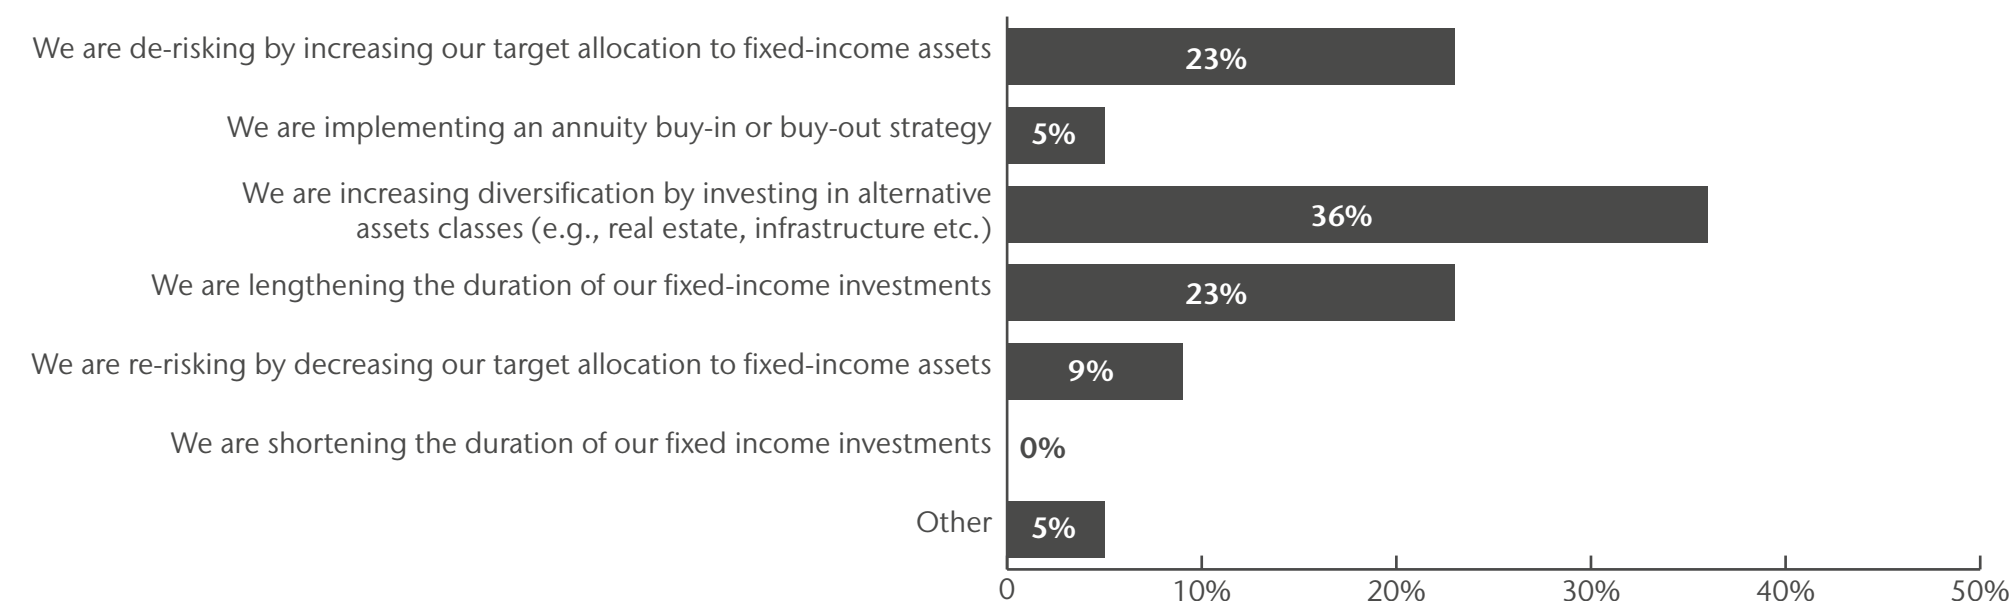 We are de-risking by increasing our target allocation to fixed-income assets
23%
We are implementing an annuity buy-in or buy-out strategy
5%
We are increasing diversification by investing in alternative
assets classes (e.g., real estate, infrastructure etc.)
36%
We are lengthening the duration of our fixed-income investments
23%
We are re-risking by decreasing our target allocation to fixed-income assets
9%
We are shortening the duration of our fixed income investments
0%
Other
5%
0 10% 20% 30% 40% 50%